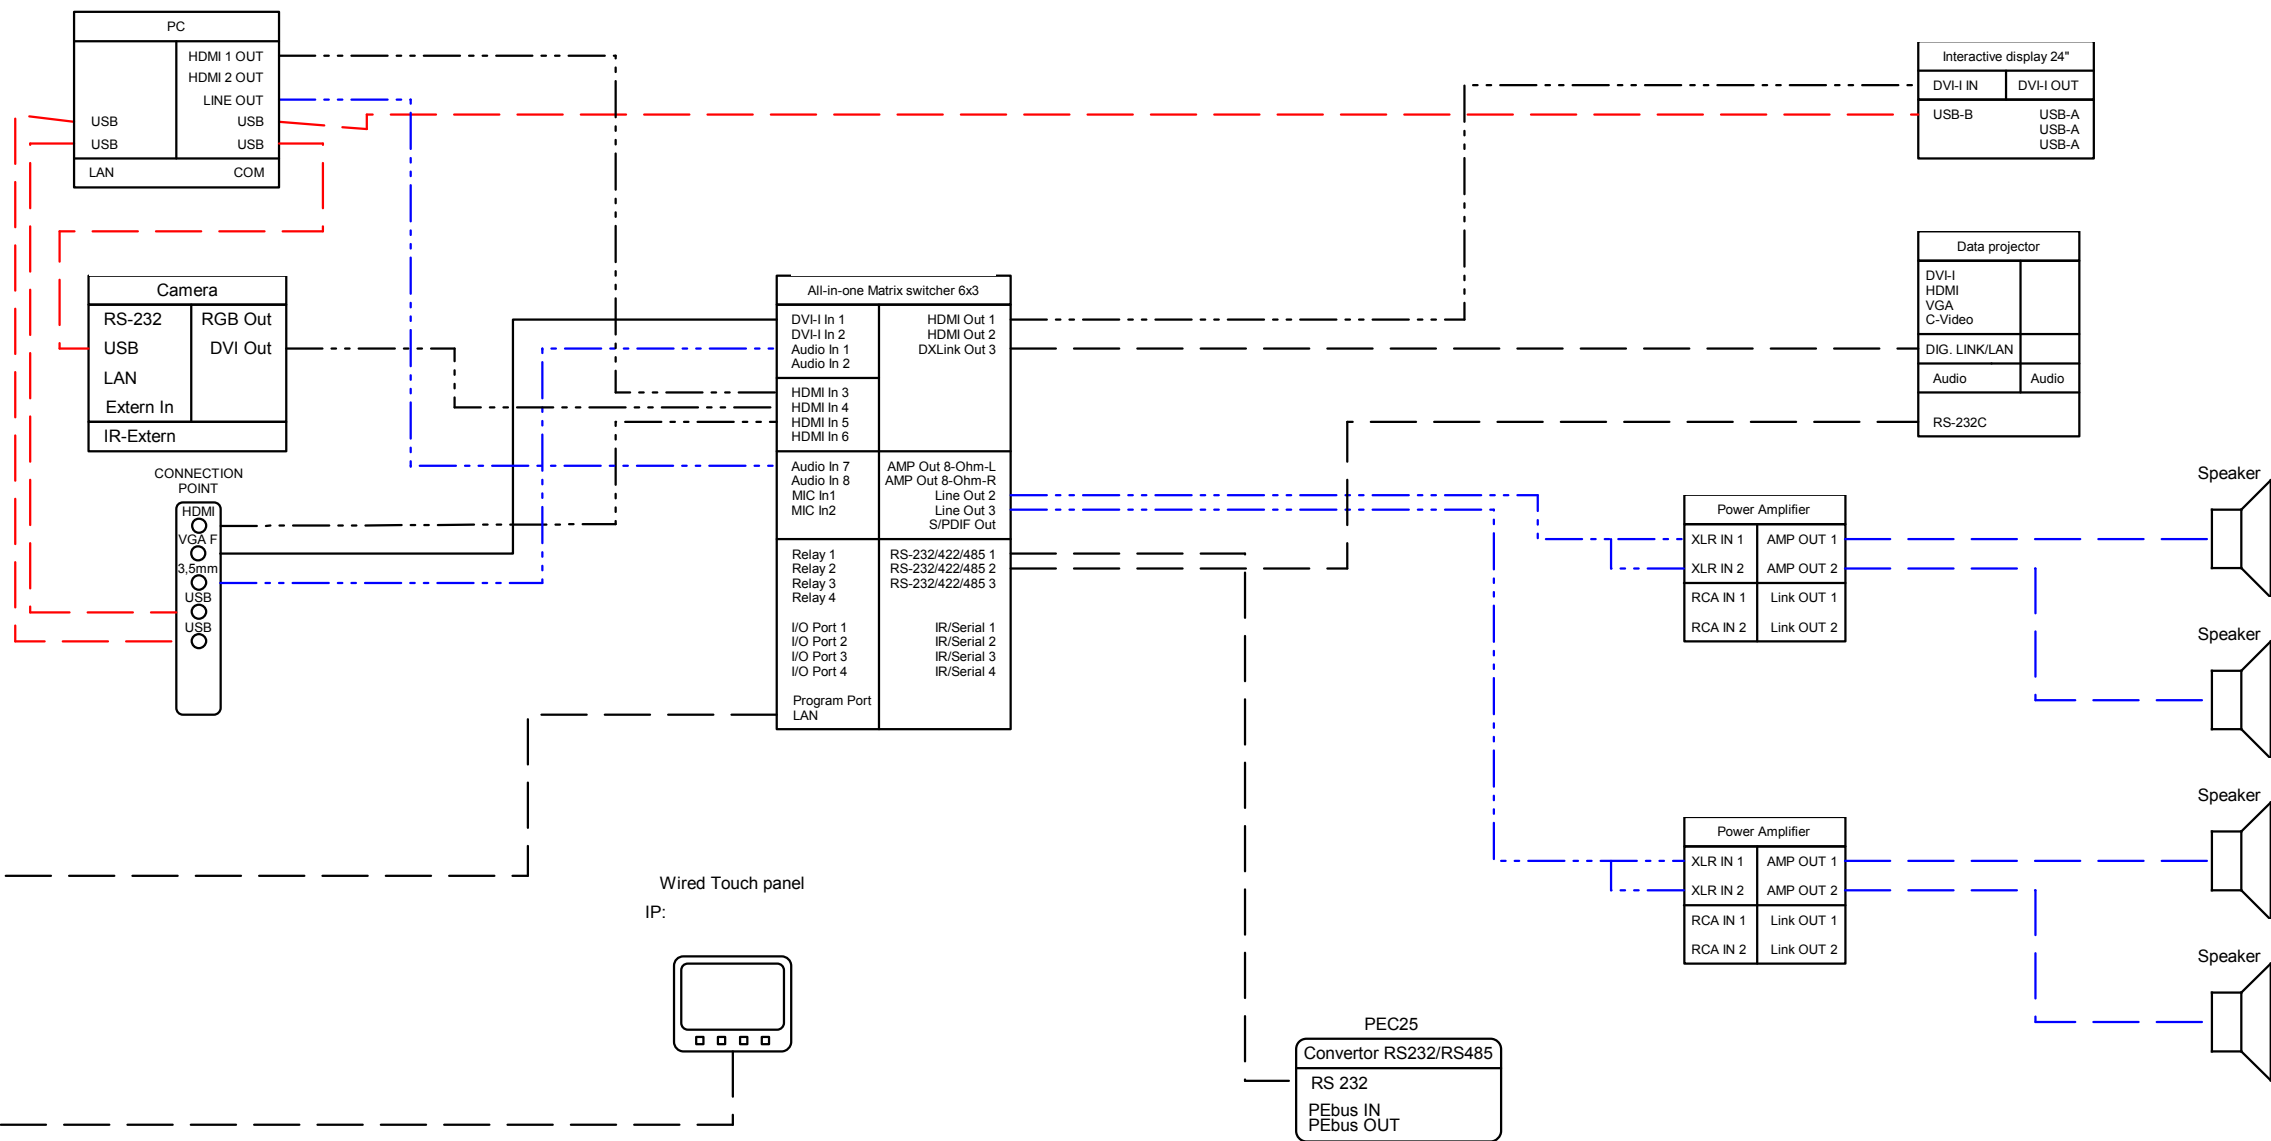 PC
HDMI 1 OUT
HDMI 2 OUT
LINE OUT
USB USB
USB USB
LAN COM
Interactive display 24"
DVI-I IN DVI-I OUT
USB-B USB-A
USB-A
USB-A
Camera
RS-232 RGB Out
USB DVI Out
LAN
Extern In
IR-Extern
CONNECTION
POINT
HDMI
VGA F
3,5mm
USB
USB
All-in-one Matrix switcher 6x3
DVI-I In 1 HDMI Out 1
DVI-I In 2 HDMI Out 2
Audio In 1 DXLink Out 3
Audio In 2
HDMI In 3
HDMI In 4
HDMI In 5
HDMI In 6
Audio In 7 AMP Out 8-Ohm-L
Audio In 8 AMP Out 8-Ohm-R
MIC In1 Line Out 2
MIC In2 Line Out 3
S/PDIF Out
Relay 1 RS-232/422/485 1
Relay 2 RS-232/422/485 2
Relay 3 RS-232/422/485 3
Relay 4
I/O Port 1 IR/Serial 1
I/O Port 2 IR/Serial 2
I/O Port 3 IR/Serial 3
I/O Port 4 IR/Serial 4
Program Port
LAN
Data projector
DVI-I
HDMI
VGA
C-Video
DIG. LINK/LAN
Audio Audio
RS-232C
Power Amplifier
XLR IN 1 AMP OUT 1
XLR IN 2 AMP OUT 2
RCA IN 1 Link OUT 1
RCA IN 2 Link OUT 2
Speaker
Speaker
Power Amplifier
XLR IN 1 AMP OUT 1
XLR IN 2 AMP OUT 2
RCA IN 1 Link OUT 1
RCA IN 2 Link OUT 2
Speaker
Speaker
Wired Touch panel
IP:
PEC25
Convertor RS232/RS485
RS 232
PEbus IN
PEbus OUT